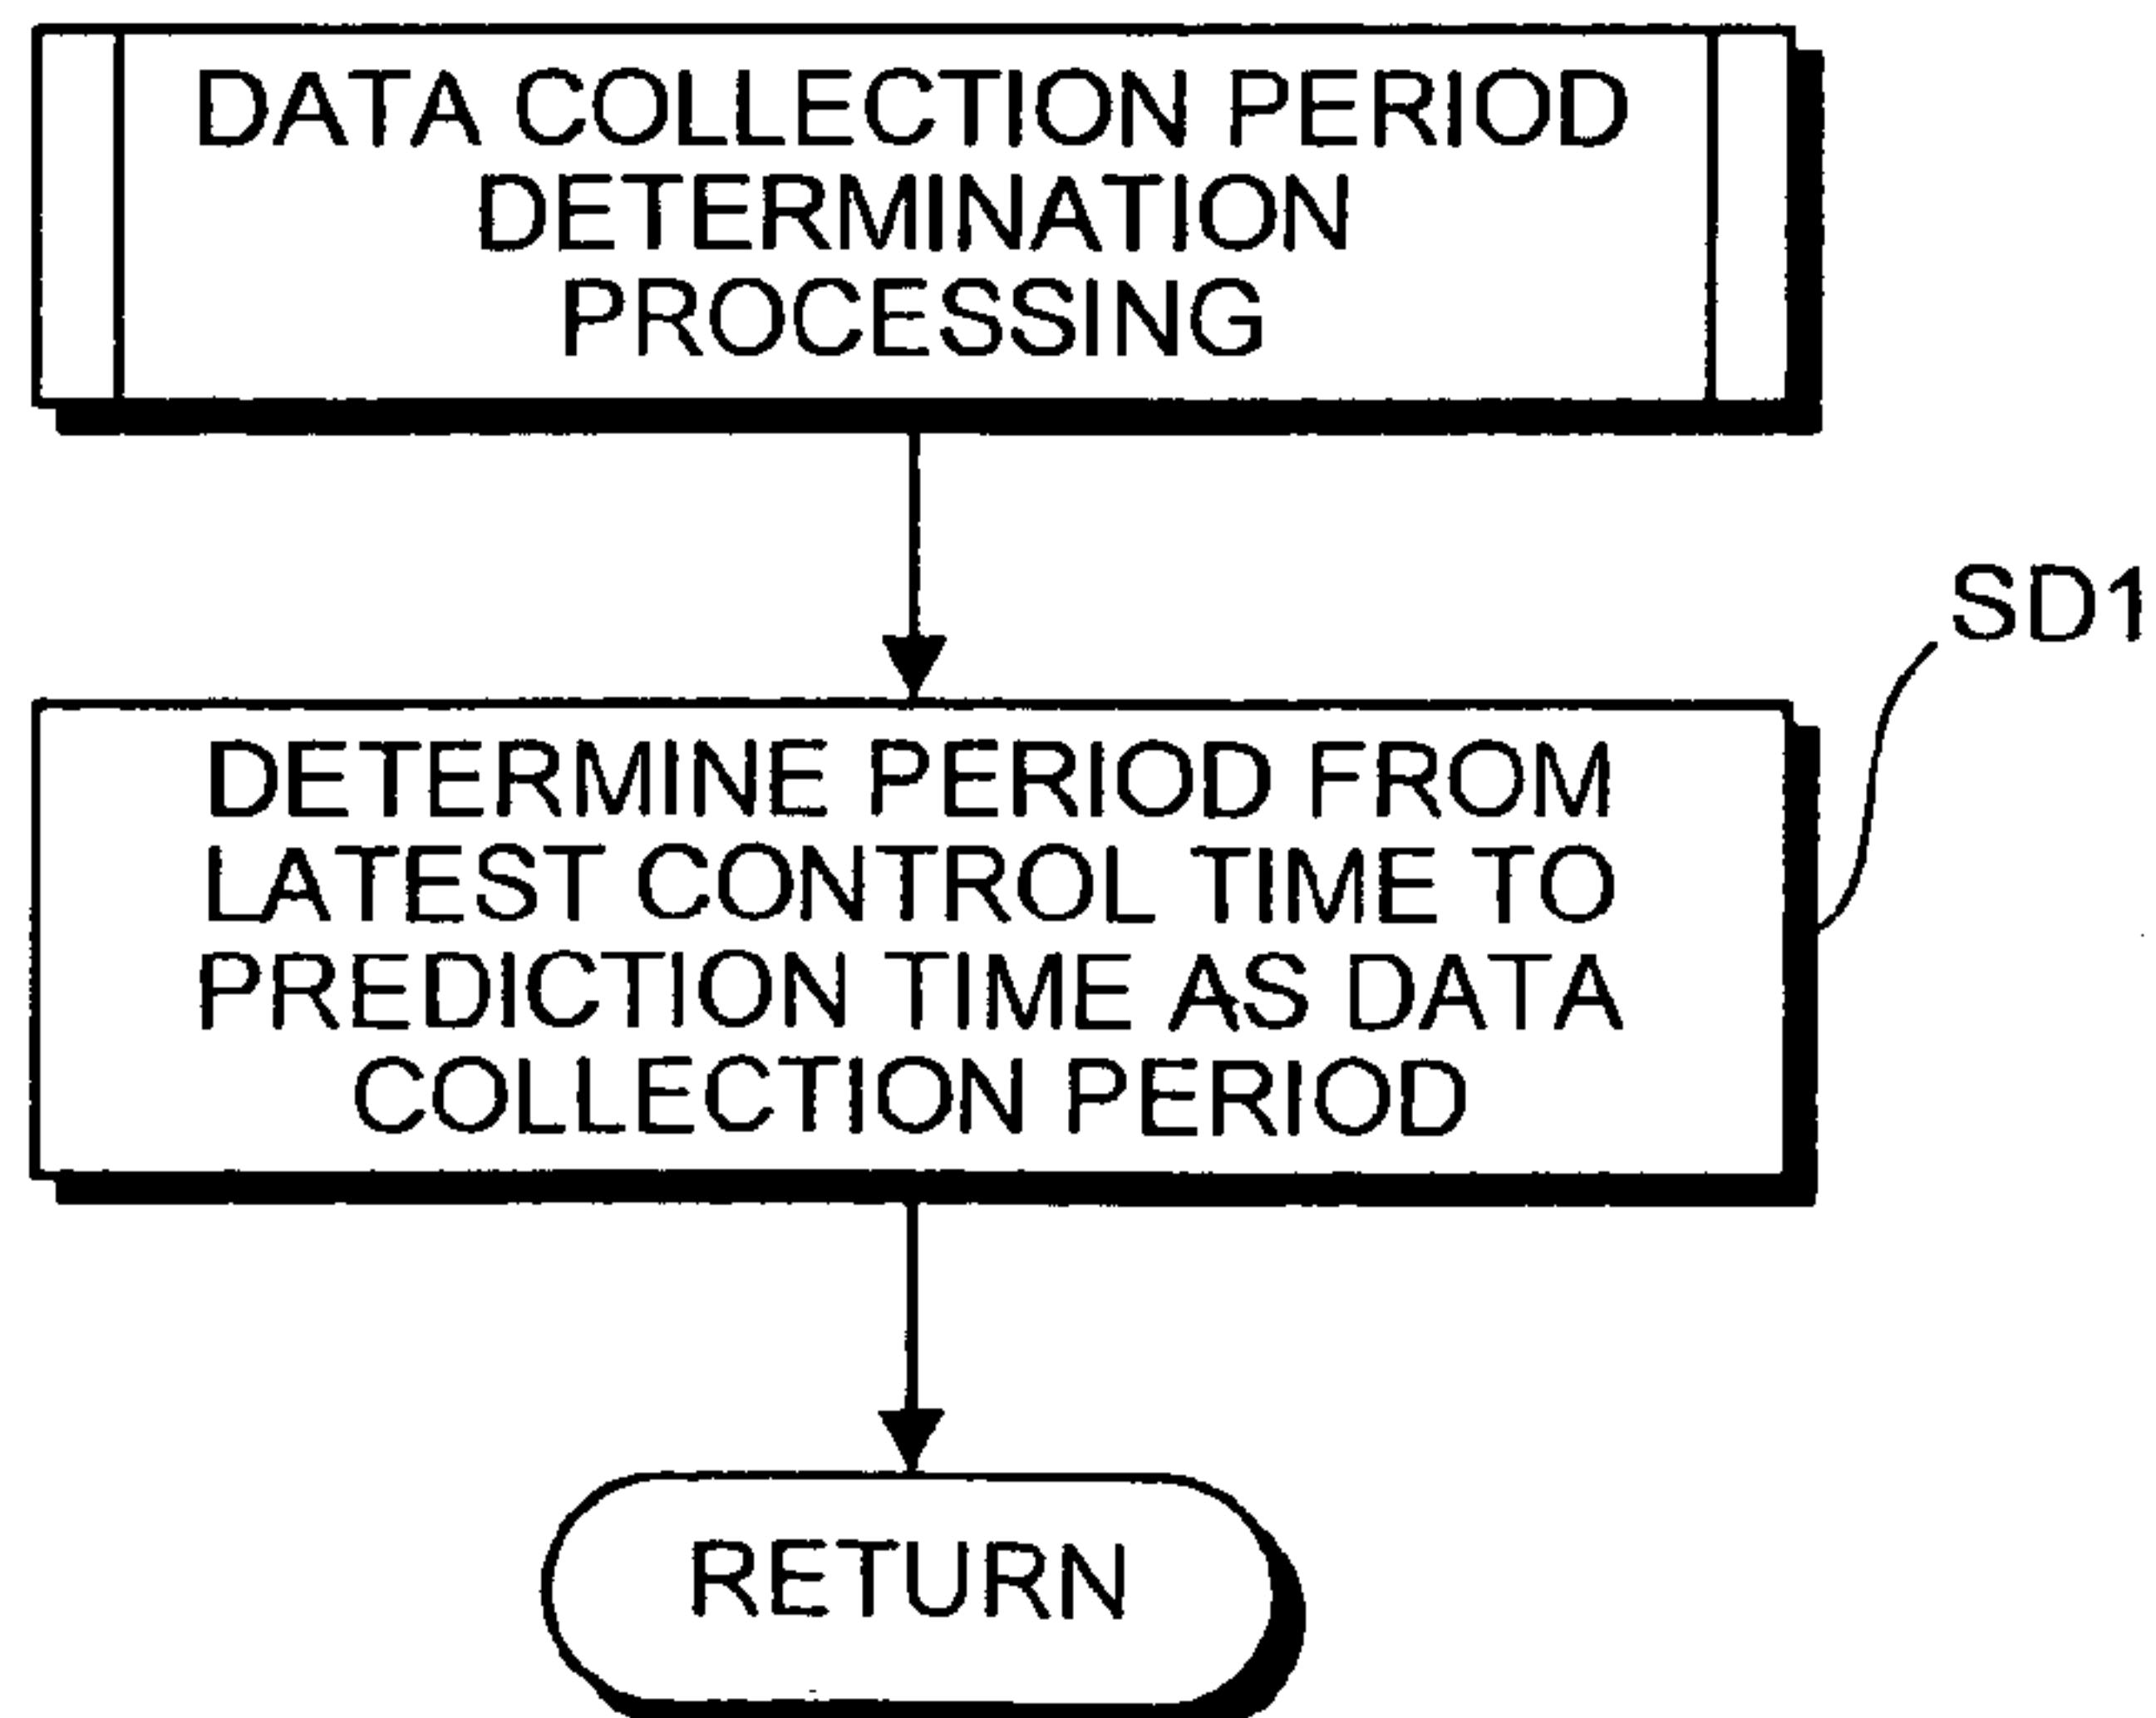 DATA COLLECTION PERIOD
DETERMINATION
PROCESSING
SD1
DETERMINE PERIOD FROM
LATEST CONTROL TIME TO
PREDICTION TIME AS DATA
COLLECTION PERIOD
RETURN